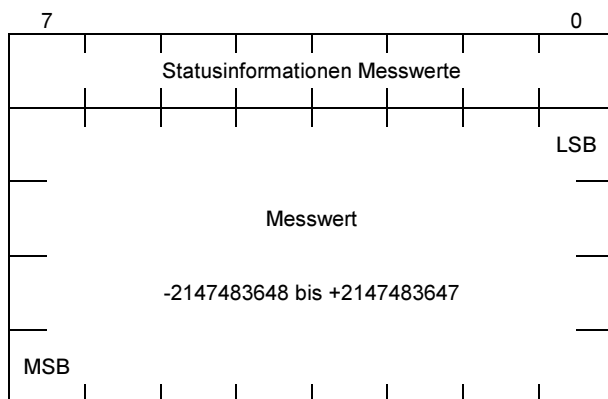 7 0
Statusinformationen Messwerte
LSB
Messwert
-2147483648 bis +2147483647
MSB